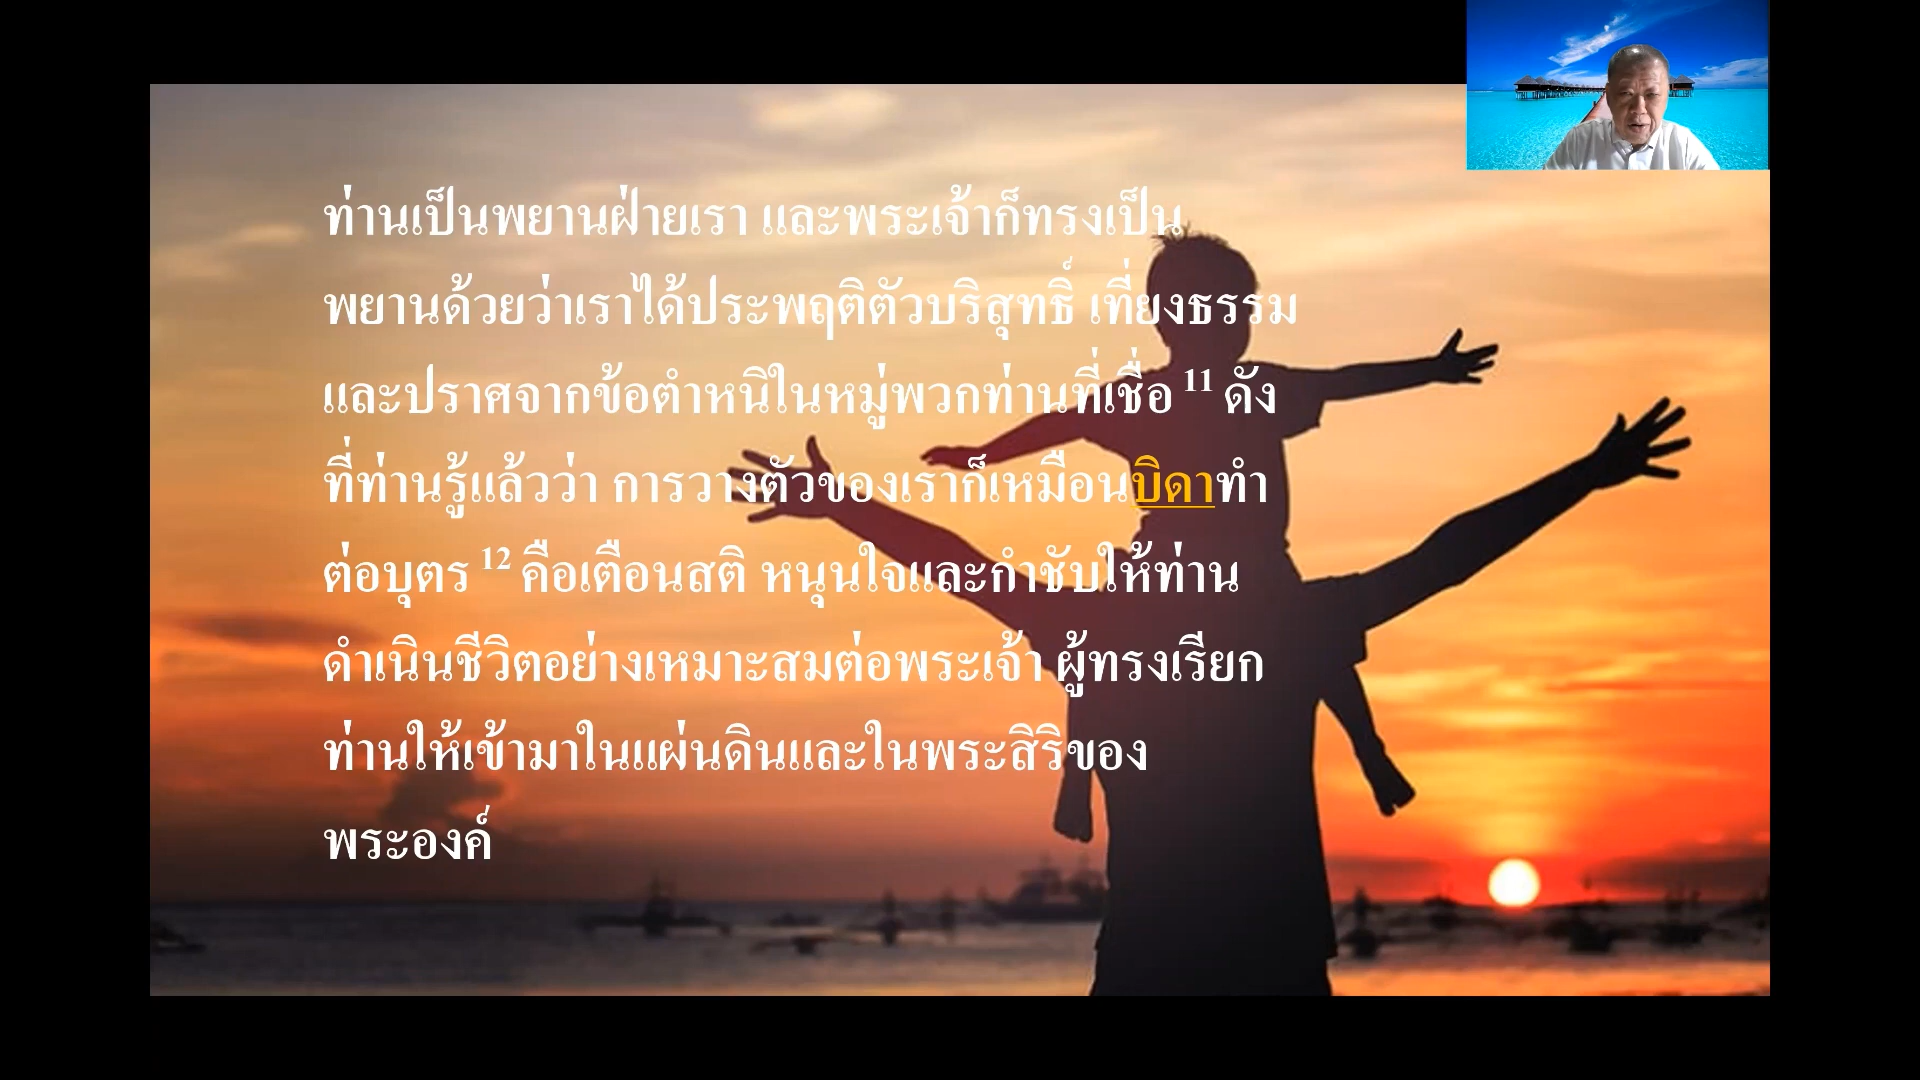 ท่านเป็นพยานฝ่ายเรา และพระเจ้าก็ทรงเป็น
พยานด้วยว่าเราได้ประพฤติตัวบริสุทธิ์ เที่ยงธรรม
และปราศจากข้อตำหนิในหมู่พวกท่านที่เชื่อ 11 ดัง
ที่ท่านรู้แล้วว่า การวางตัวของเราก็เหมือนบิดาทำ
ต่อบุตร 12 คือเตือนสติ หนุนใจและกำชับให้ท่าน
ดำเนินชีวิตอย่างเหมาะสมต่อพระเจ้า ผู้ทรงเรียก
ท่านให้เข้ามาในแผ่นดินและในพระสิริของ
พระองค์